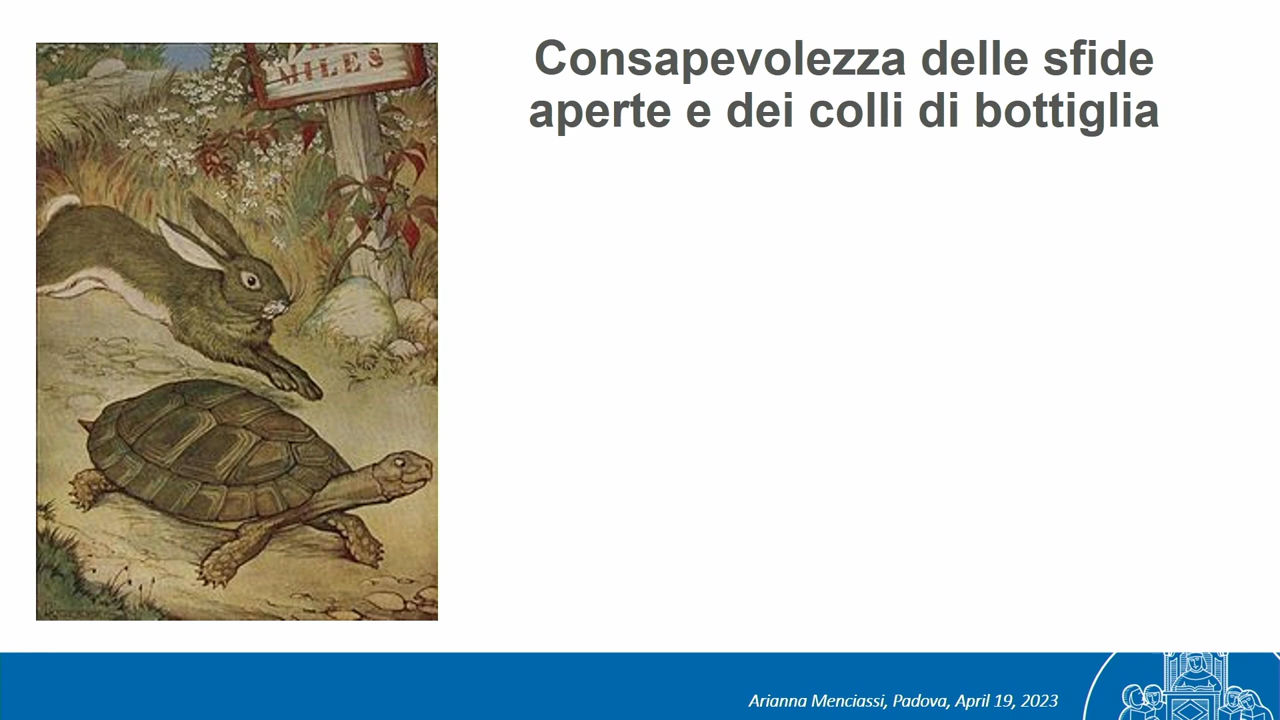 MILES
Consapevolezza delle sfide
aperte e dei colli di bottiglia
Arianna Menciassi, Padova, April 19, 2023